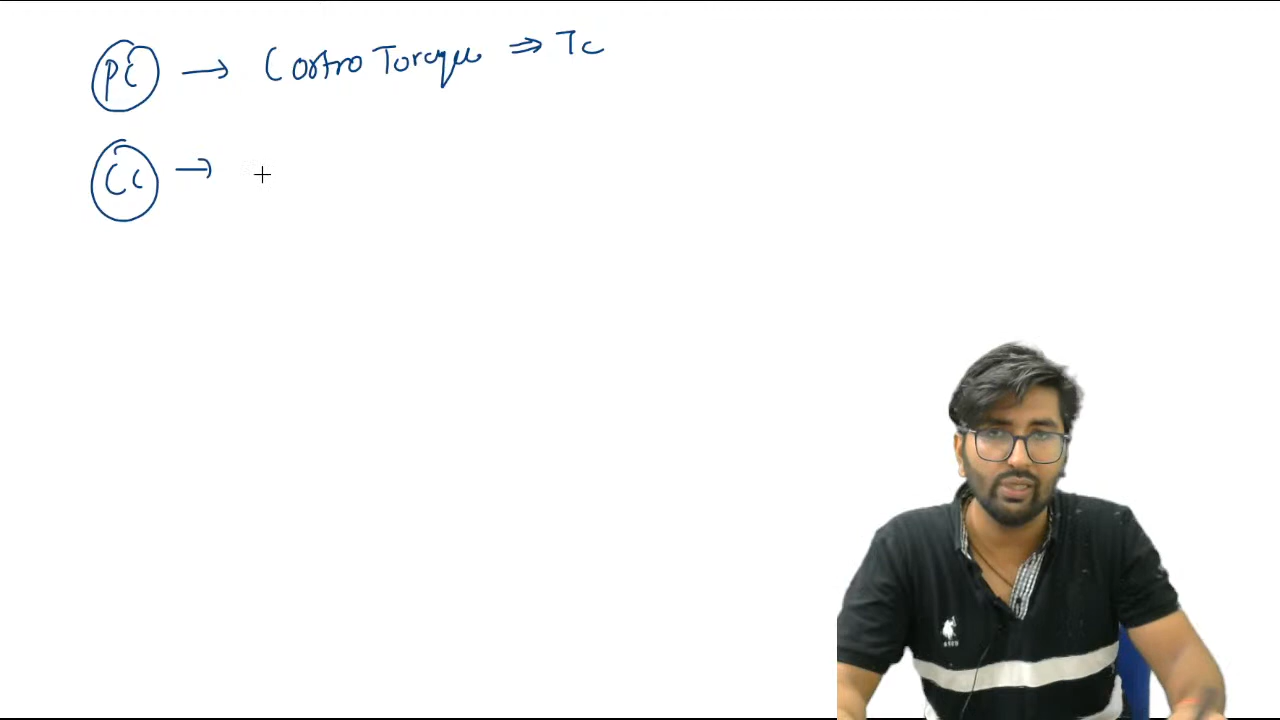 PC → Contro Torque ⇒ Tc
CC →